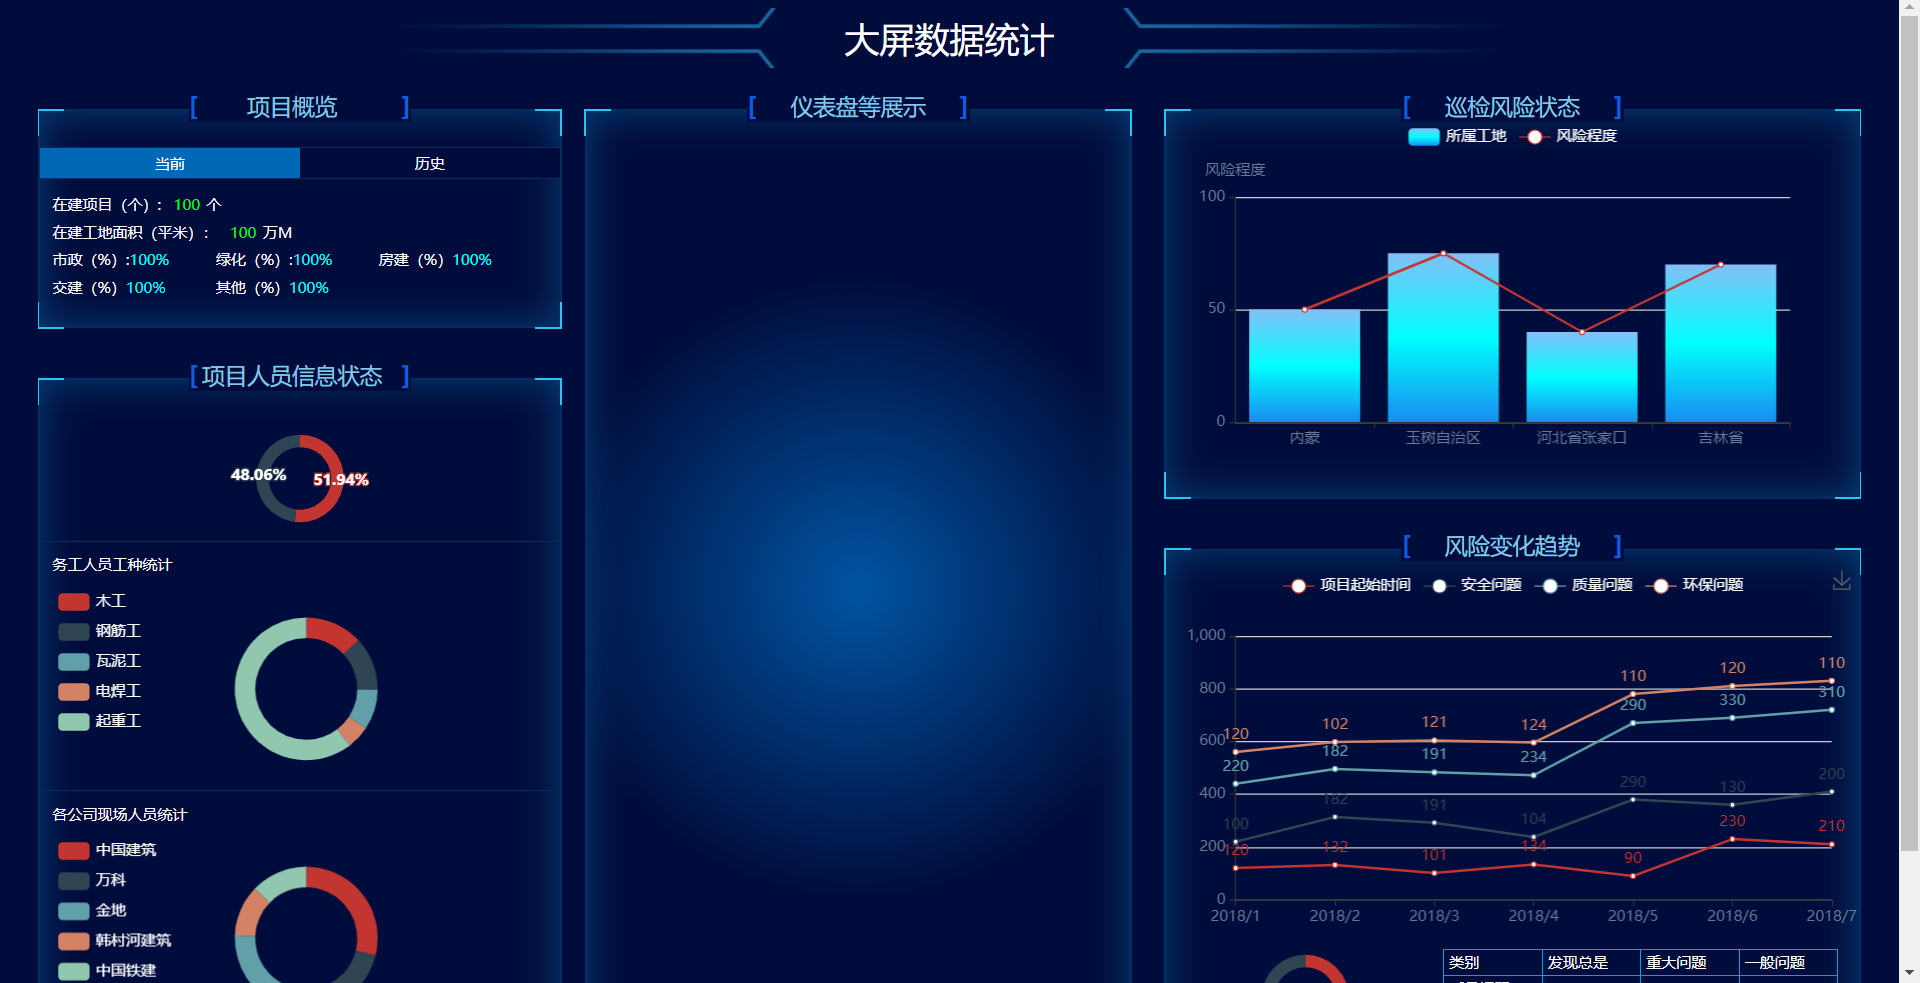 大屏数据统计
[ 项目概览 ]
当前 历史
在建项目（个）： 100 个
在建工地面积（平米）： 100 万M
市政（%）:100% 绿化（%）:100% 房建（%）100%
交建（%）100% 其他（%）100%
[ 项目人员信息状态 ]
48.06% 51.94%
务工人员工种统计
木工
钢筋工
瓦泥工
电焊工
起重工
各公司现场人员统计
中国建筑
万科
金地
韩村河建筑
中国铁建
[ 仪表盘等展示 ]
[ 巡检风险状态 ]
所属工地 风险程度
风险程度
100
50
0
内蒙 玉树自治区 河北省张家口 吉林省
[ 风险变化趋势 ]
项目起始时间 安全问题 质量问题 环保问题
1,000
800
600
400
200
0
120 102 121 124 110 120 110
220 182 191 234 290 330 310
100 182 191 104 290 130 200
120 132 101 134 90 230 210
2018/1 2018/2 2018/3 2018/4 2018/5 2018/6 2018/7
类别 发现总是 重大问题 一般问题